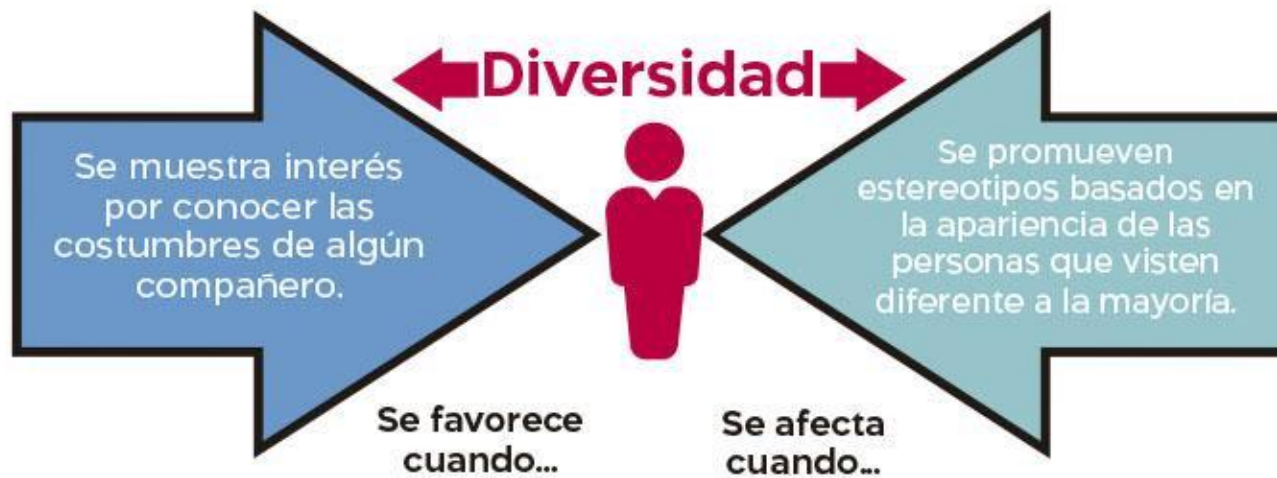 Diversidad
Se muestra interés
por conocer las
costumbres de algún
compañero.
Se promueven
estereotipos basados en
la apariencia de las
personas que visten
diferente a la mayoría.
Se favorece
cuando...
Se afecta
cuando...